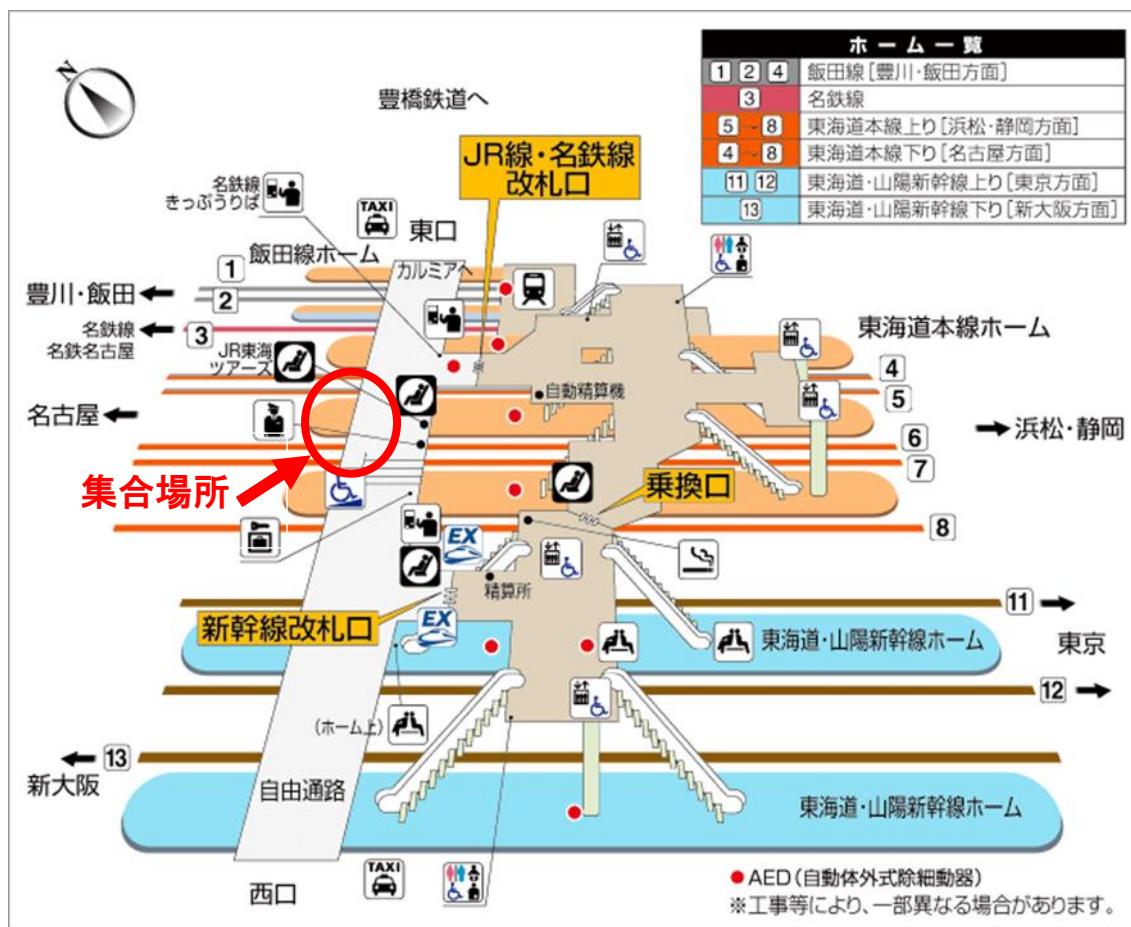 N
豊橋鉄道へ
ホーム一覧
1 2 4 飯田線[豊川・飯田方面]
3 名鉄線
5~8 東海道本線上り[浜松・静岡方面]
4~8 東海道本線下り[名古屋方面]
11 12 東海道・山陽新幹線上り[東京方面]
13 東海道・山陽新幹線下り[新大阪方面]
JR線・名鉄線
改札口
名鉄線
きっぷうりば
TAXI
東口
飯田線ホーム
カルミアへ
1
豊川・飯田
2
名鉄線
名鉄名古屋
3
JR東海
ツアーズ
東海道本線ホーム
4
自動精算機
5
名古屋
浜松・静岡
6
7
集合場所
乗換口
8
EX
精算所
新幹線改札口
EX
11
東海道・山陽新幹線ホーム
東京
12
(ホーム上)
13
新大阪
自由通路
東海道・山陽新幹線ホーム
TAXI
西口
AED(自動体外式除細動器)
※工事等により、一部異なる場合があります。